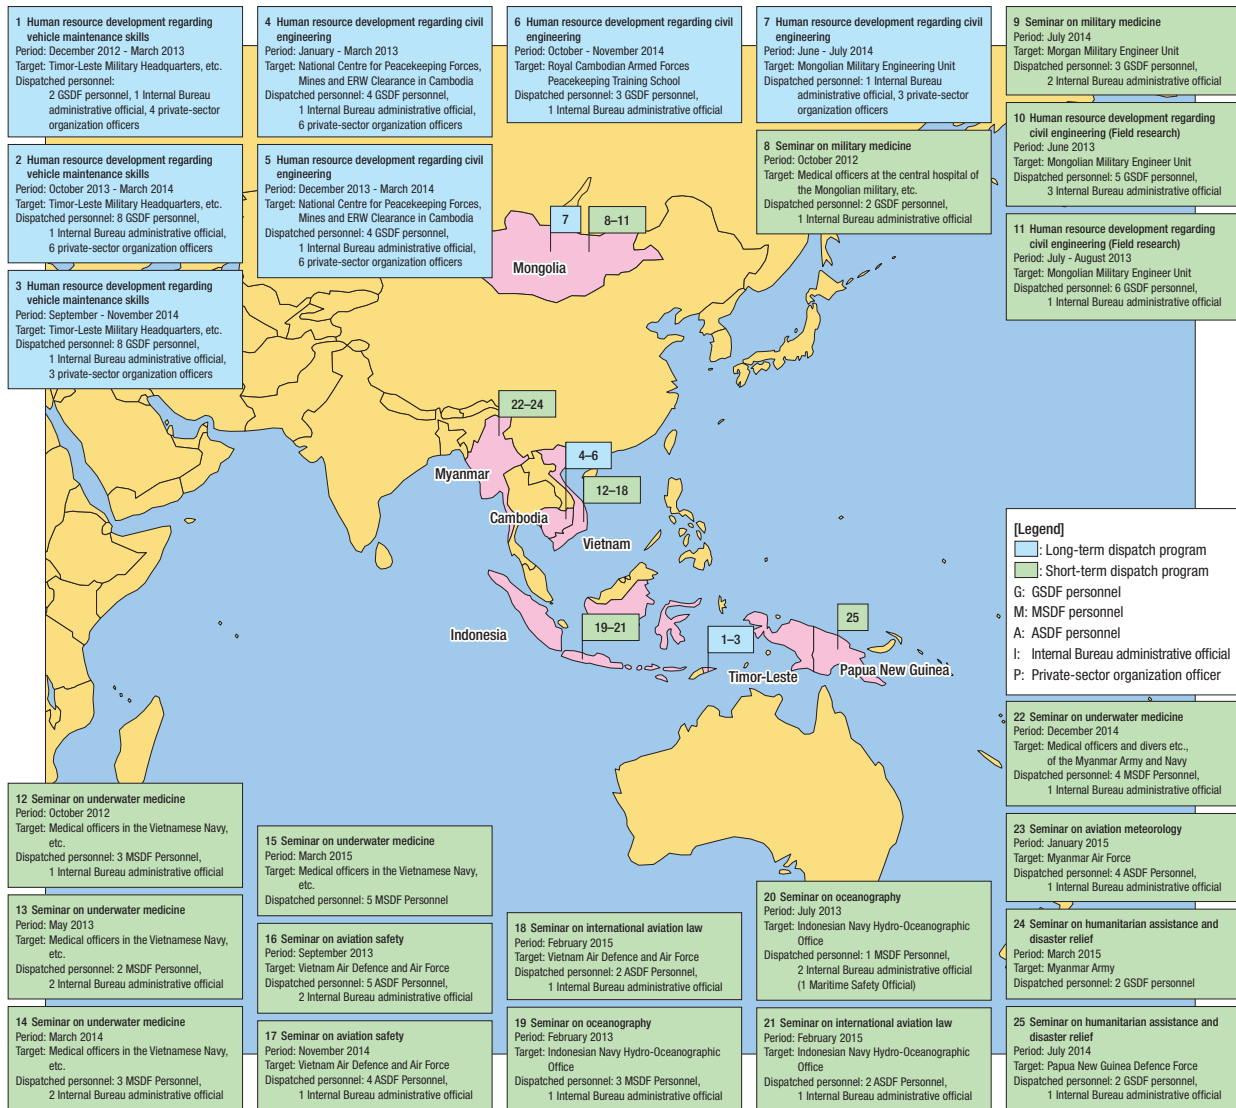 1 Human resource development regarding
vehicle maintenance skills
Period: December 2012 - March 2013
Target: Timor-Leste Military Headquarters, etc.
Dispatched personnel:
2 GSDF personnel, 1 Internal Bureau
administrative official, 4 private-sector
organization officers
2 Human resource development regarding
vehicle maintenance skills
Period: October 2013 - March 2014
Target: Timor-Leste Military Headquarters, etc.
Dispatched personnel: 8 GSDF personnel,
1 Internal Bureau administrative official,
6 private-sector organization officers
3 Human resource development regarding
vehicle maintenance skills
Period: September - November 2014
Target: Timor-Leste Military Headquarters, etc.
Dispatched personnel: 8 GSDF personnel,
1 Internal Bureau administrative official,
3 private-sector organization officers
4 Human resource development regarding civil
engineering
Period: January - March 2013
Target: National Centre for Peacekeeping Forces,
Mines and ERW Clearance in Cambodia
Dispatched personnel: 4 GSDF personnel,
1 Internal Bureau administrative official,
6 private-sector organization officers
5 Human resource development regarding civil
engineering
Period: December 2013 - March 2014
Target: National Centre for Peacekeeping Forces,
Mines and ERW Clearance in Cambodia
Dispatched personnel: 4 GSDF personnel,
1 Internal Bureau administrative official,
6 private-sector organization officers
6 Human resource development regarding civil
engineering
Period: October - November 2014
Target: Royal Cambodian Armed Forces
Peacekeeping Training School
Dispatched personnel: 3 GSDF personnel,
1 Internal Bureau administrative official
7 Human resource development regarding civil
engineering
Period: June - July 2014
Target: Mongolian Military Engineering Unit
Dispatched personnel: 1 Internal Bureau
administrative official, 3 private-sector
organization officers
8 Seminar on military medicine
Period: October 2012
Target: Medical officers at the central hospital of
the Mongolian military, etc.
Dispatched personnel: 2 GSDF personnel,
1 Internal Bureau administrative official
9 Seminar on military medicine
Period: July 2014
Target: Morgan Military Engineer Unit
Dispatched personnel: 3 GSDF personnel,
2 Internal Bureau administrative official
10 Human resource development regarding
civil engineering (Field research)
Period: June 2013
Target: Mongolian Military Engineer Unit
Dispatched personnel: 5 GSDF personnel,
3 Internal Bureau administrative official
11 Human resource development regarding
civil engineering (Field research)
Period: July - August 2013
Target: Mongolian Military Engineer Unit
Dispatched personnel: 6 GSDF personnel,
1 Internal Bureau administrative official
7
8–11
Mongolia
22–24
Myanmar
4–6
12–18
Cambodia
Vietnam
Indonesia
19–21
1–3
25
Timor-Leste
Papua New Guinea
[Legend]
: Long-term dispatch program
: Short-term dispatch program
G: GSDF personnel
M: MSDF personnel
A: ASDF personnel
I: Internal Bureau administrative official
P: Private-sector organization officer
12 Seminar on underwater medicine
Period: October 2012
Target: Medical officers in the Vietnamese Navy,
etc.
Dispatched personnel: 3 MSDF Personnel,
1 Internal Bureau administrative official
13 Seminar on underwater medicine
Period: May 2013
Target: Medical officers in the Vietnamese Navy,
etc.
Dispatched personnel: 2 MSDF Personnel,
2 Internal Bureau administrative official
14 Seminar on underwater medicine
Period: March 2014
Target: Medical officers in the Vietnamese Navy,
etc.
Dispatched personnel: 3 MSDF Personnel,
2 Internal Bureau administrative official
15 Seminar on underwater medicine
Period: March 2015
Target: Medical officers in the Vietnamese Navy,
etc.
Dispatched personnel: 5 MSDF Personnel
16 Seminar on aviation safety
Period: September 2013
Target: Vietnam Air Defence and Air Force
Dispatched personnel: 5 ASDF Personnel,
2 Internal Bureau administrative official
17 Seminar on aviation safety
Period: November 2014
Target: Vietnam Air Defence and Air Force
Dispatched personnel: 4 ASDF Personnel,
1 Internal Bureau administrative official
18 Seminar on international aviation law
Period: February 2015
Target: Vietnam Air Defence and Air Force
Dispatched personnel: 2 ASDF Personnel,
1 Internal Bureau administrative official
19 Seminar on oceanography
Period: February 2013
Target: Indonesian Navy Hydro-Oceanographic
Office
Dispatched personnel: 3 MSDF Personnel,
1 Internal Bureau administrative official
20 Seminar on oceanography
Period: July 2013
Target: Indonesian Navy Hydro-Oceanographic
Office
Dispatched personnel: 1 MSDF Personnel,
2 Internal Bureau administrative official
(1 Maritime Safety Official)
21 Seminar on international aviation law
Period: February 2015
Target: Indonesian Navy Hydro-Oceanographic
Office
Dispatched personnel: 2 ASDF Personnel,
1 Internal Bureau administrative official
22 Seminar on underwater medicine
Period: December 2014
Target: Medical officers and divers etc.,
of the Myanmar Army and Navy
Dispatched personnel: 4 MSDF Personnel,
1 Internal Bureau administrative official
23 Seminar on aviation meteorology
Period: January 2015
Target: Myanmar Air Force
Dispatched personnel: 4 ASDF Personnel,
1 Internal Bureau administrative official
24 Seminar on humanitarian assistance and
disaster relief
Period: March 2015
Target: Myanmar Army
Dispatched personnel: 2 GSDF personnel
25 Seminar on humanitarian assistance and
disaster relief
Period: July 2014
Target: Papua New Guinea Defence Force
Dispatched personnel: 2 GSDF personnel,
1 Internal Bureau administrative official